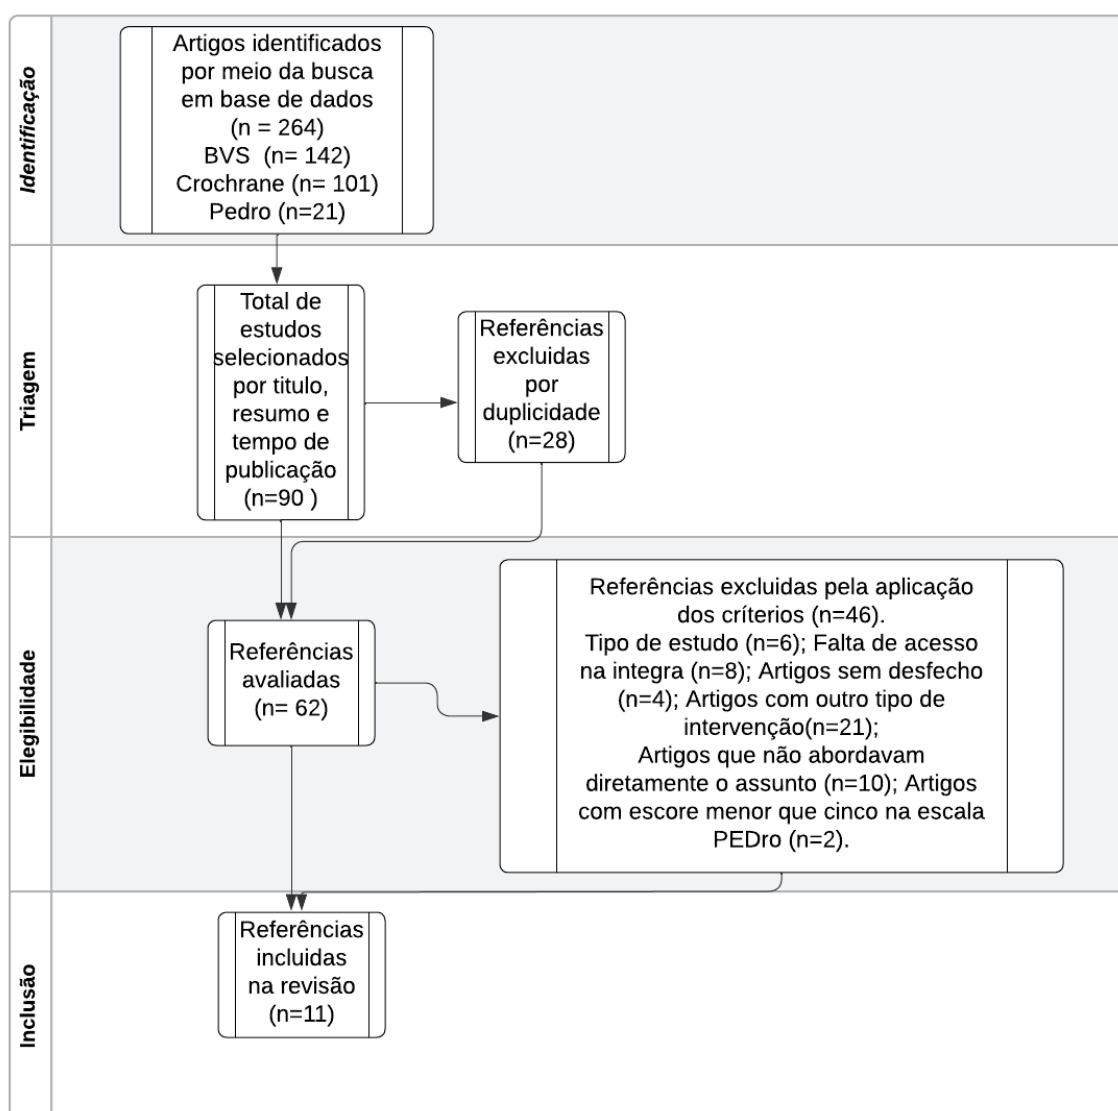 Identificação
Artigos identificados
por meio da busca
em base de dados
(n = 264)
BVS (n= 142)
Crochrane (n= 101)
Pedro (n=21)
Triagem
Total de
estudos
selecionados
por titulo,
resumo e
tempo de
publicação
(n=90 )
Referências
excluidas
por
duplicidade
(n=28)
Elegibilidade
Referências
avaliadas
(n= 62)
Referências excluidas pela aplicação
dos críterios (n=46).
Tipo de estudo (n=6); Falta de acesso
na integra (n=8); Artigos sem desfecho
(n=4); Artigos com outro tipo de
intervenção(n=21);
Artigos que não abordavam
diretamente o assunto (n=10); Artigos
com escore menor que cinco na escala
PEDro (n=2).
Inclusão
Referências
incluidas
na revisão
(n=11)